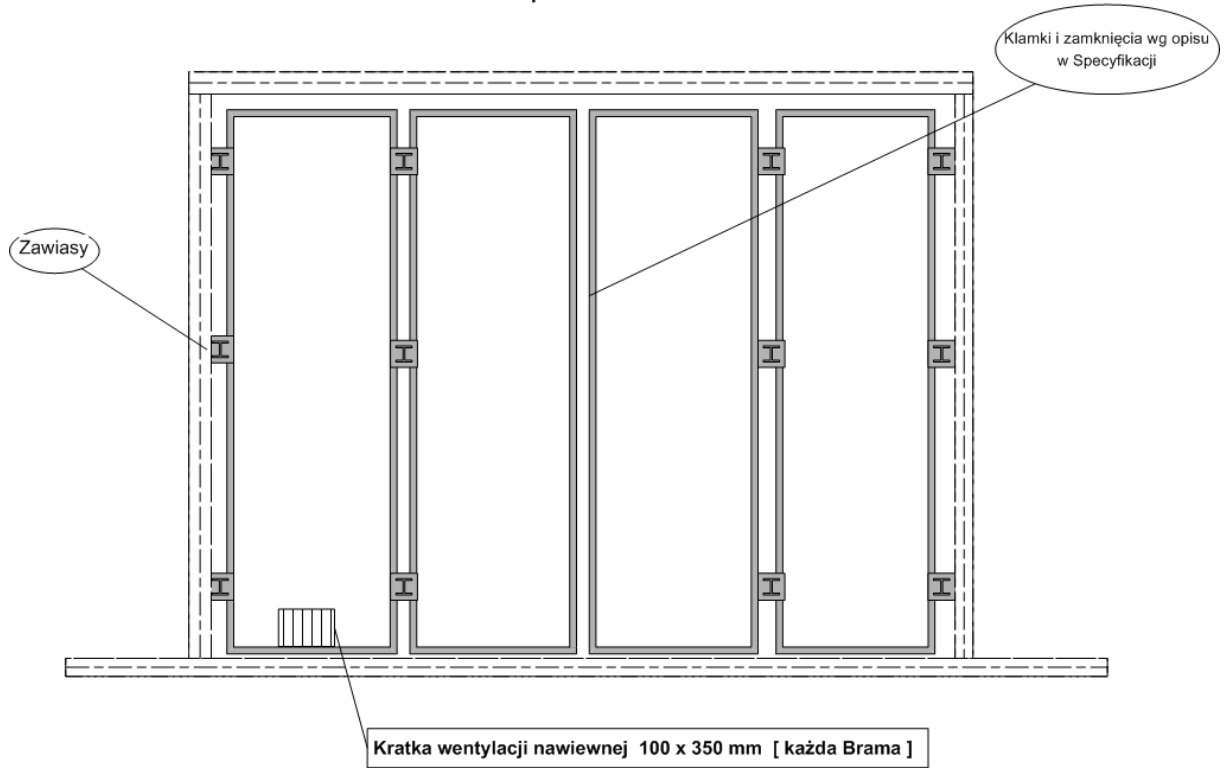 Klamki i zamknięcia wg opisu
w Specyfikacji
Zawiasy
Kratka wentylacji nawiewnej 100 x 350 mm [ każda Brama ]